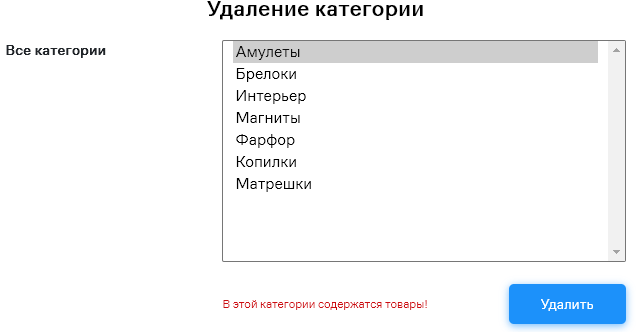 Удаление категории
Все категории
Амулеты
Брелоки
Интерьер
Магниты
Фарфор
Копилки
Матрешки
В этой категории содержатся товары!
Удалить